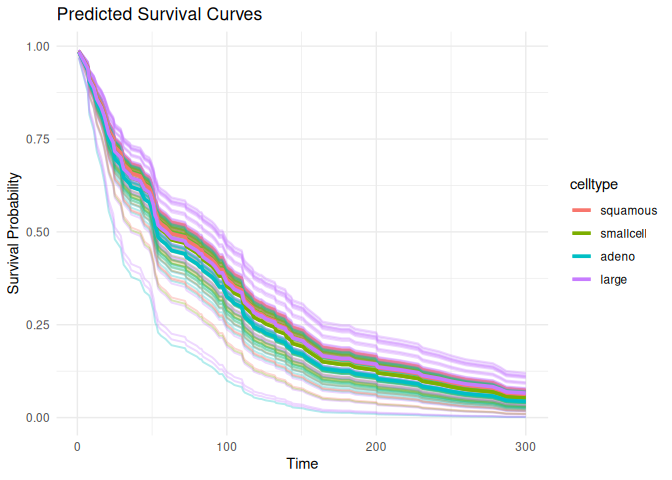 Predicted Survival Curves
Survival Probability
1.00
0.75
0.50
0.25
0.00
0
100
200
300
Time
celltype
squamous
smallcell
adeno
large